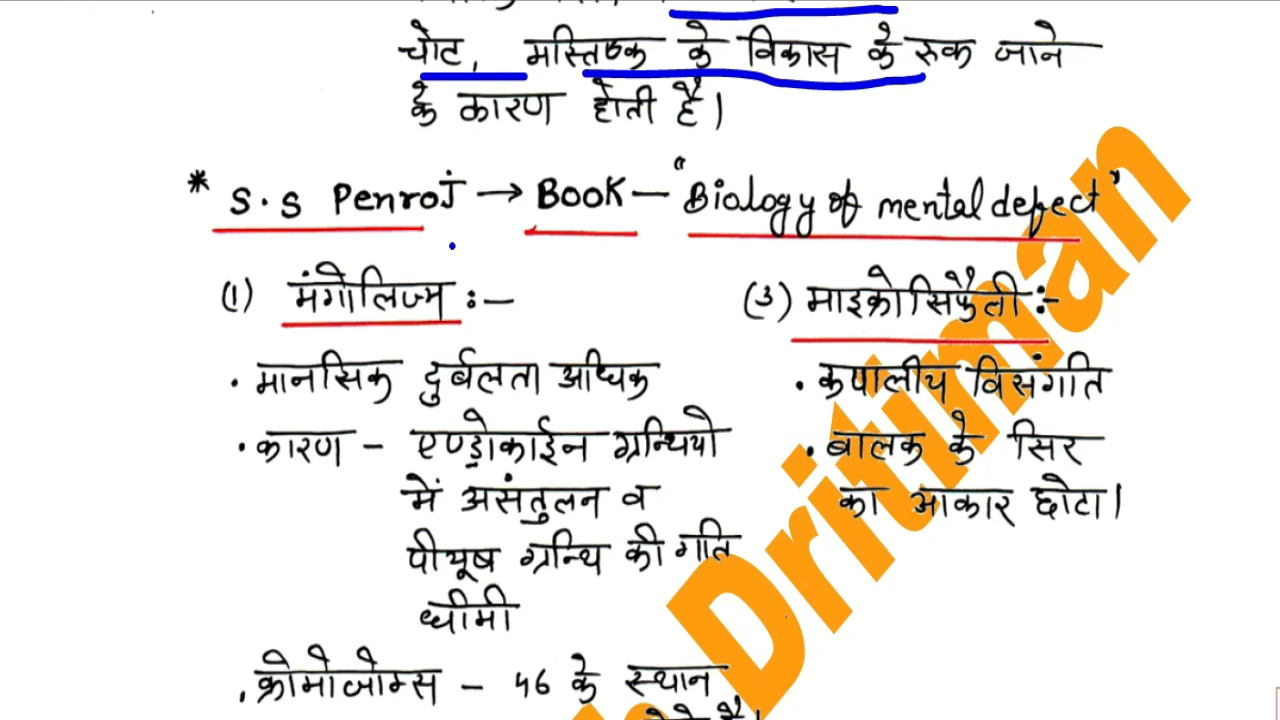 चोट, मस्तिष्क के विकास के रुक जाने
के कारण होती है।
* S.S Penroj → Book — "Biology of mental defect"
(1) मंगोलिज्म :—
• मानसिक दुर्बलता अधिक
• कारण – एण्ड्रोकाईन ग्रन्थियो
में असंतुलन व
पीयूष ग्रन्थि की गति
धीमी
• क्रोमोजोम्स – 46 के स्थान
(3) माइक्रोसिफैली :-
• कपालीय विसंगति
• बालक के सिर
का आकार छोटा।
Dritiman